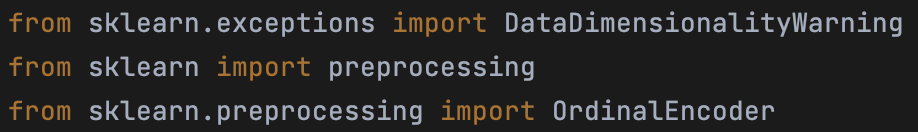 from sklearn.exceptions import DataDimensionalityWarning
from sklearn import preprocessing
from sklearn.preprocessing import OrdinalEncoder